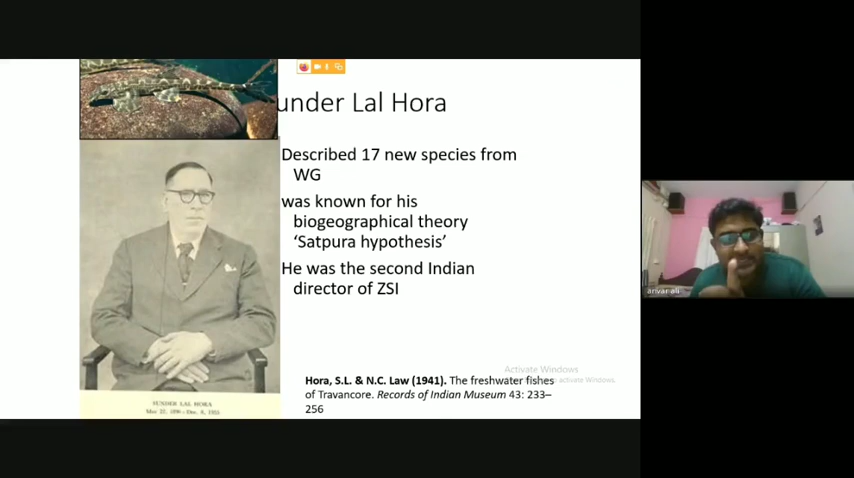 under Lal Hora
Described 17 new species from
WG
was known for his
biogeographical theory
‘Satpura hypothesis’
He was the second Indian
director of ZSI
Activate Windows
activate Windows.
Hora, S.L. & N.C. Law (1941). The freshwater fishes
of Travancore. Records of Indian Museum 43: 233–
256
SUNDER LAL HORA
arivar ali